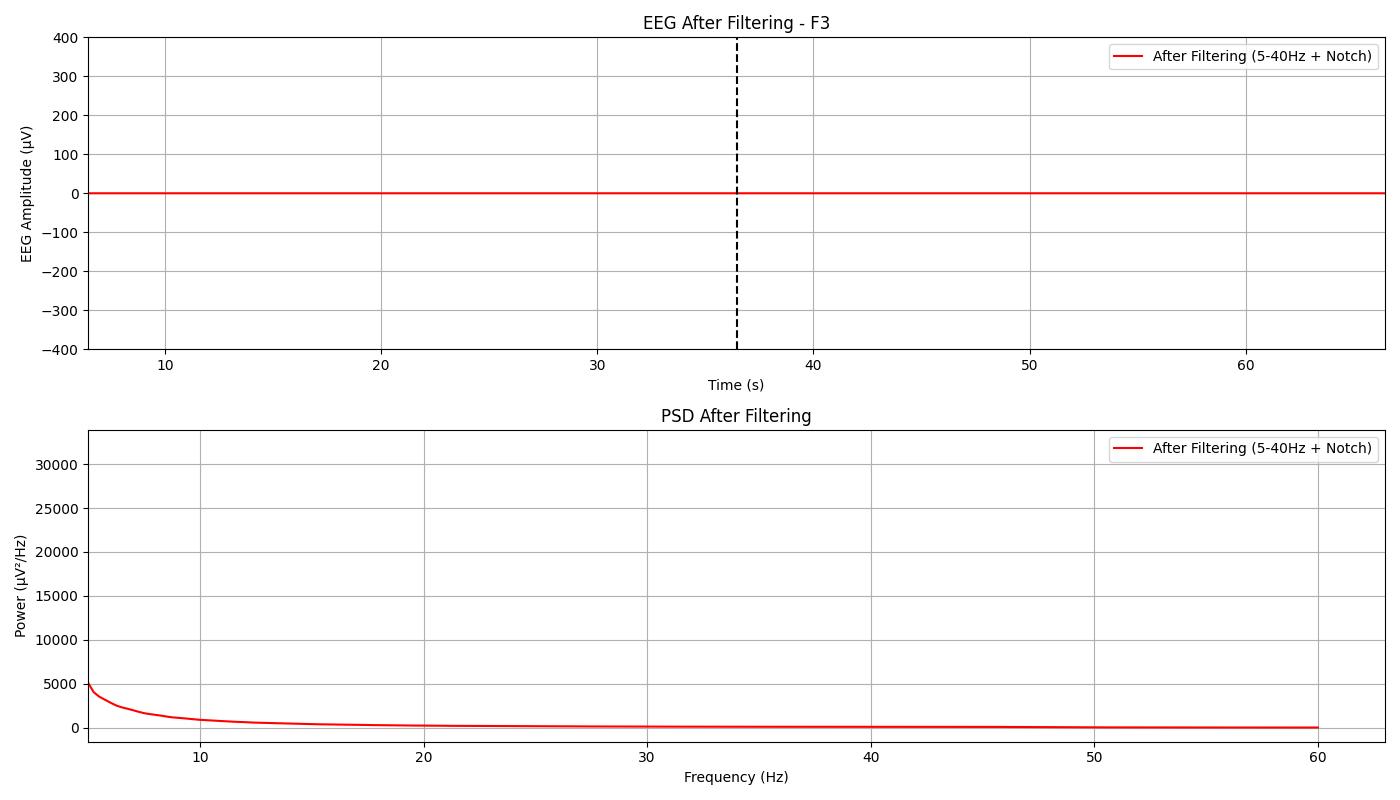 EEG After Filtering - F3
After Filtering (5-40Hz + Notch)
EEG Amplitude (µV)
400
300
200
100
0
−100
−200
−300
−400
10 20 30 40 50 60
Time (s)
PSD After Filtering
After Filtering (5-40Hz + Notch)
Power (µV²/Hz)
30000
25000
20000
15000
10000
5000
0
10 20 30 40 50 60
Frequency (Hz)